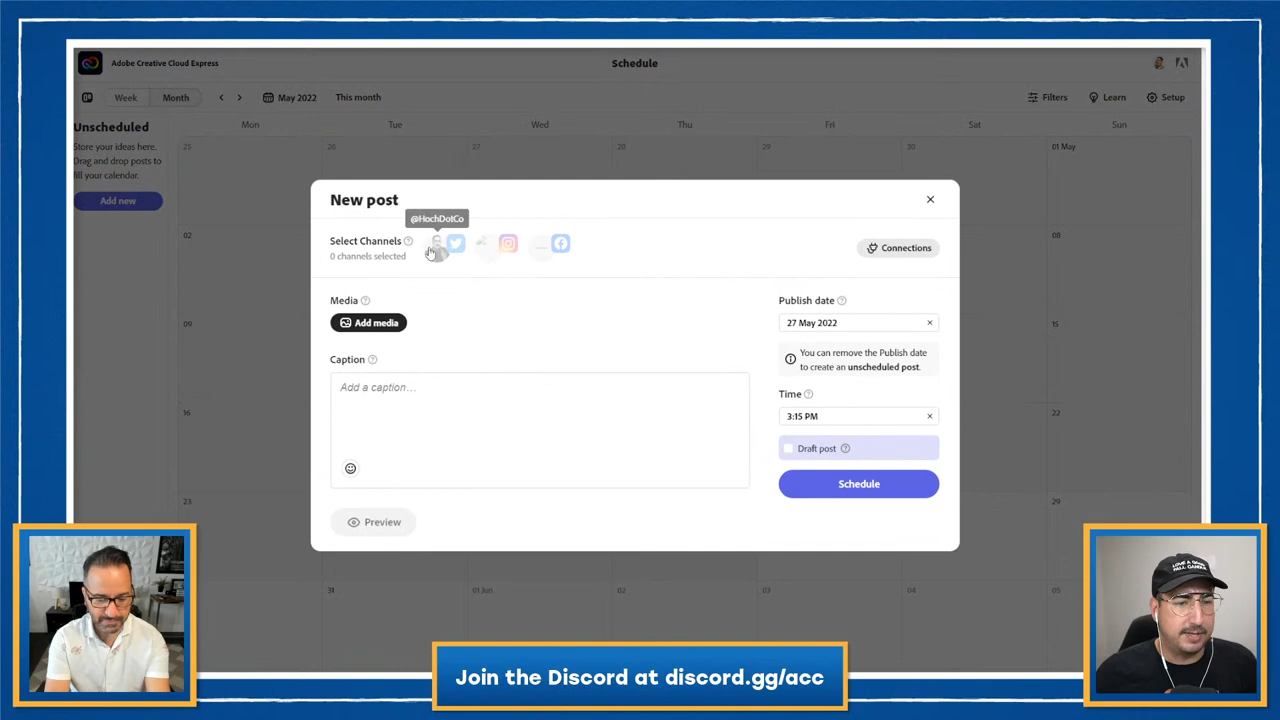 Adobe Creative Cloud Express
Schedule
Week
Month
May 2022
This month
Filters
Learn
Setup
Unscheduled
Store your ideas here.
Drag and drop posts to
fill your calendar.
Add new
Mon
Tue
Wed
Thu
Fri
Sat
Sun
25
26
27
28
29
30
01 May
02
08
09
15
16
22
23
29
31
01 Jun
02
03
04
05
New post
@HochDotCo
Select Channels
0 channels selected
Connections
Media
Add media
Caption
Add a caption...
Preview
Publish date
27 May 2022
You can remove the Publish date
to create an unscheduled post.
Time
3:15 PM
Draft post
Schedule
Join the Discord at discord.gg/acc